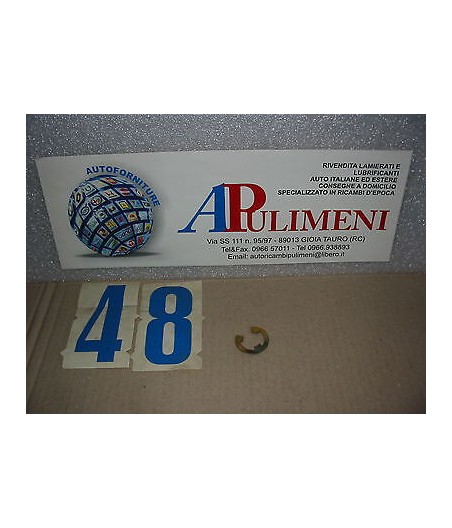 AUTOFORNITURE
RIVENDITA LAMIERATI E
LUBRIFICANTI
AUTO ITALIANE ED ESTERE
CONSEGNE A DOMICILIO
SPECIALIZZATO IN RICAMBI D'EPOCA
APULIMENI
Via SS 111 n. 95/97 - 89013 GIOIA TAURO (RC)
Tel&Fax: 0966 57011 - Tel 0966.938693
Email: autoricambipulimeni@libero.it
48